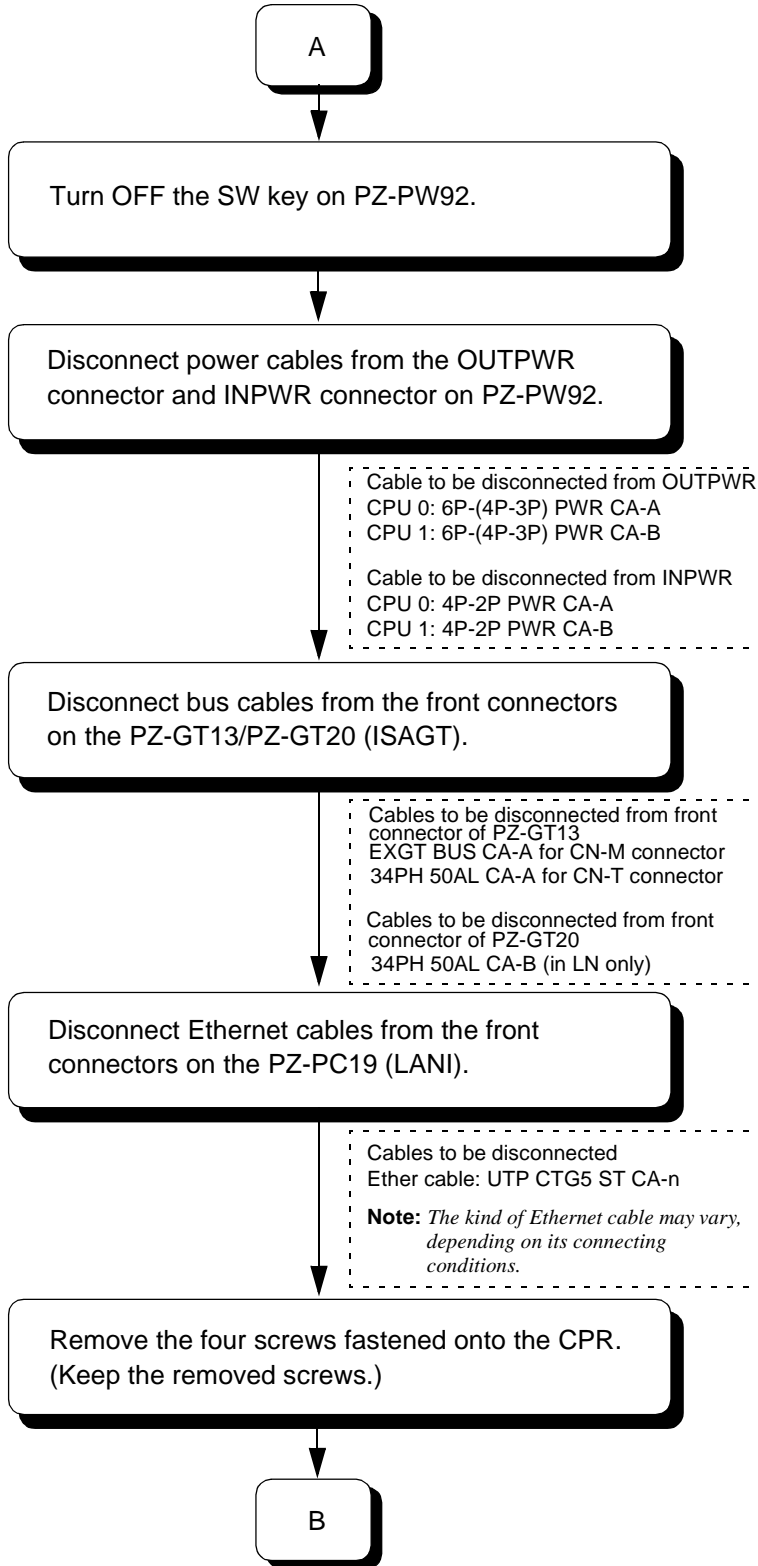 A
Turn OFF the SW key on PZ-PW92.
Disconnect power cables from the OUTPWR
connector and INPWR connector on PZ-PW92.
Cable to be disconnected from OUTPWR
CPU 0: 6P-(4P-3P) PWR CA-A
CPU 1: 6P-(4P-3P) PWR CA-B
Cable to be disconnected from INPWR
CPU 0: 4P-2P PWR CA-A
CPU 1: 4P-2P PWR CA-B
Disconnect bus cables from the front connectors
on the PZ-GT13/PZ-GT20 (ISAGT).
Cables to be disconnected from front
connector of PZ-GT13
EXGT BUS CA-A for CN-M connector
34PH 50AL CA-A for CN-T connector
Cables to be disconnected from front
connector of PZ-GT20
34PH 50AL CA-B (in LN only)
Disconnect Ethernet cables from the front
connectors on the PZ-PC19 (LANI).
Cables to be disconnected
Ether cable: UTP CTG5 ST CA-n
Note: The kind of Ethernet cable may vary,
depending on its connecting
conditions.
Remove the four screws fastened onto the CPR.
(Keep the removed screws.)
B